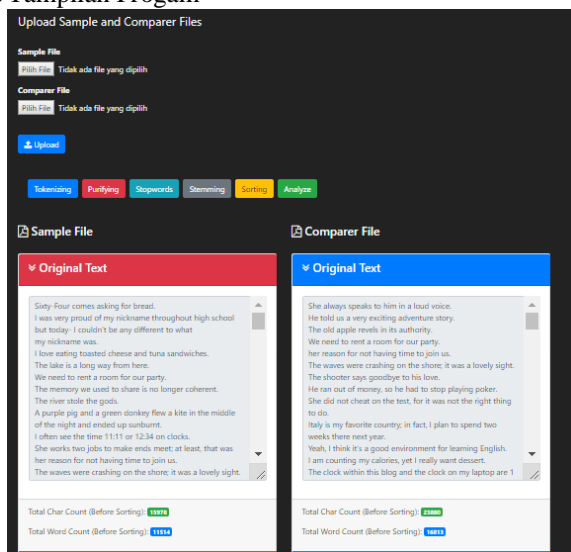 Tampilan Progam
Upload Sample and Comparer Files
Sample File
Pilih File Tidak ada file yang dipilih
Comparer File
Pilih File Tidak ada file yang dipilih
Upload
Tokenizing Purifying Stopwords Stemming Sorting Analyze
Sample File
Original Text
Sixty-Four comes asking for bread.
I was very proud of my nickname throughout high school
but today- I couldn't be any different to what
my nickname was.
I love eating toasted cheese and tuna sandwiches.
The lake is a long way from here.
We need to rent a room for our party.
The memory we used to share is no longer coherent.
The river stole the gods.
A purple pig and a green donkey flew a kite in the middle
of the night and ended up sunburnt.
I often see the time 11:11 or 12:34 on clocks.
She works two jobs to make ends meet; at least, that was
her reason for not having time to join us.
The waves were crashing on the shore; it was a lovely sight.
Total Char Count (Before Sorting): 15978
Total Word Count (Before Sorting): 11514
Comparer File
Original Text
She always speaks to him in a loud voice.
He told us a very exciting adventure story.
The old apple revels in its authority.
We need to rent a room for our party.
her reason for not having time to join us.
The waves were crashing on the shore; it was a lovely sight.
The shooter says goodbye to his love.
He ran out of money, so he had to stop playing poker.
She did not cheat on the test, for it was not the right thing
to do.
Italy is my favorite country; in fact, I plan to spend two
weeks there next year.
Yeah, I think it's a good environment for learning English.
I am counting my calories, yet I really want dessert.
The clock within this blog and the clock on my laptop are 1
Total Char Count (Before Sorting): 23880
Total Word Count (Before Sorting): 16813